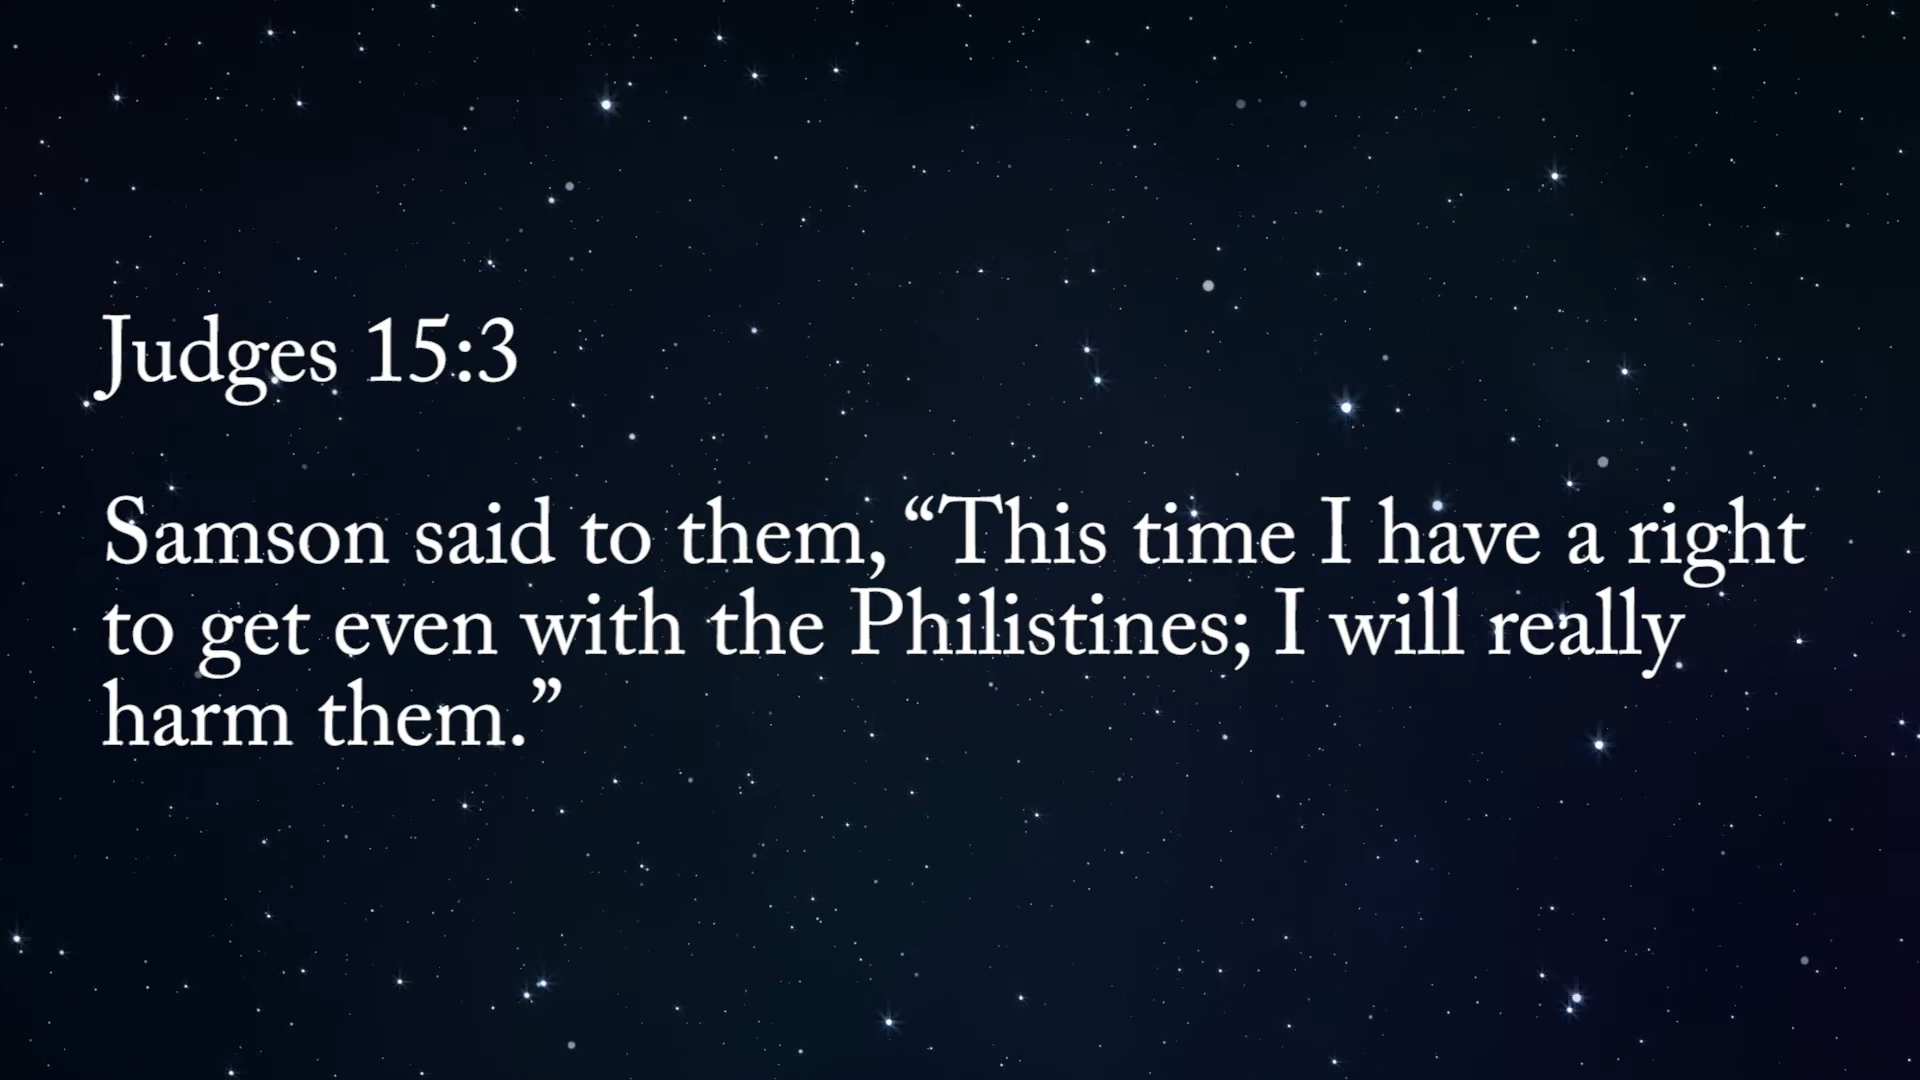 Judges 15:3
Samson said to them, “This time I have a right
to get even with the Philistines; I will really
harm them.”